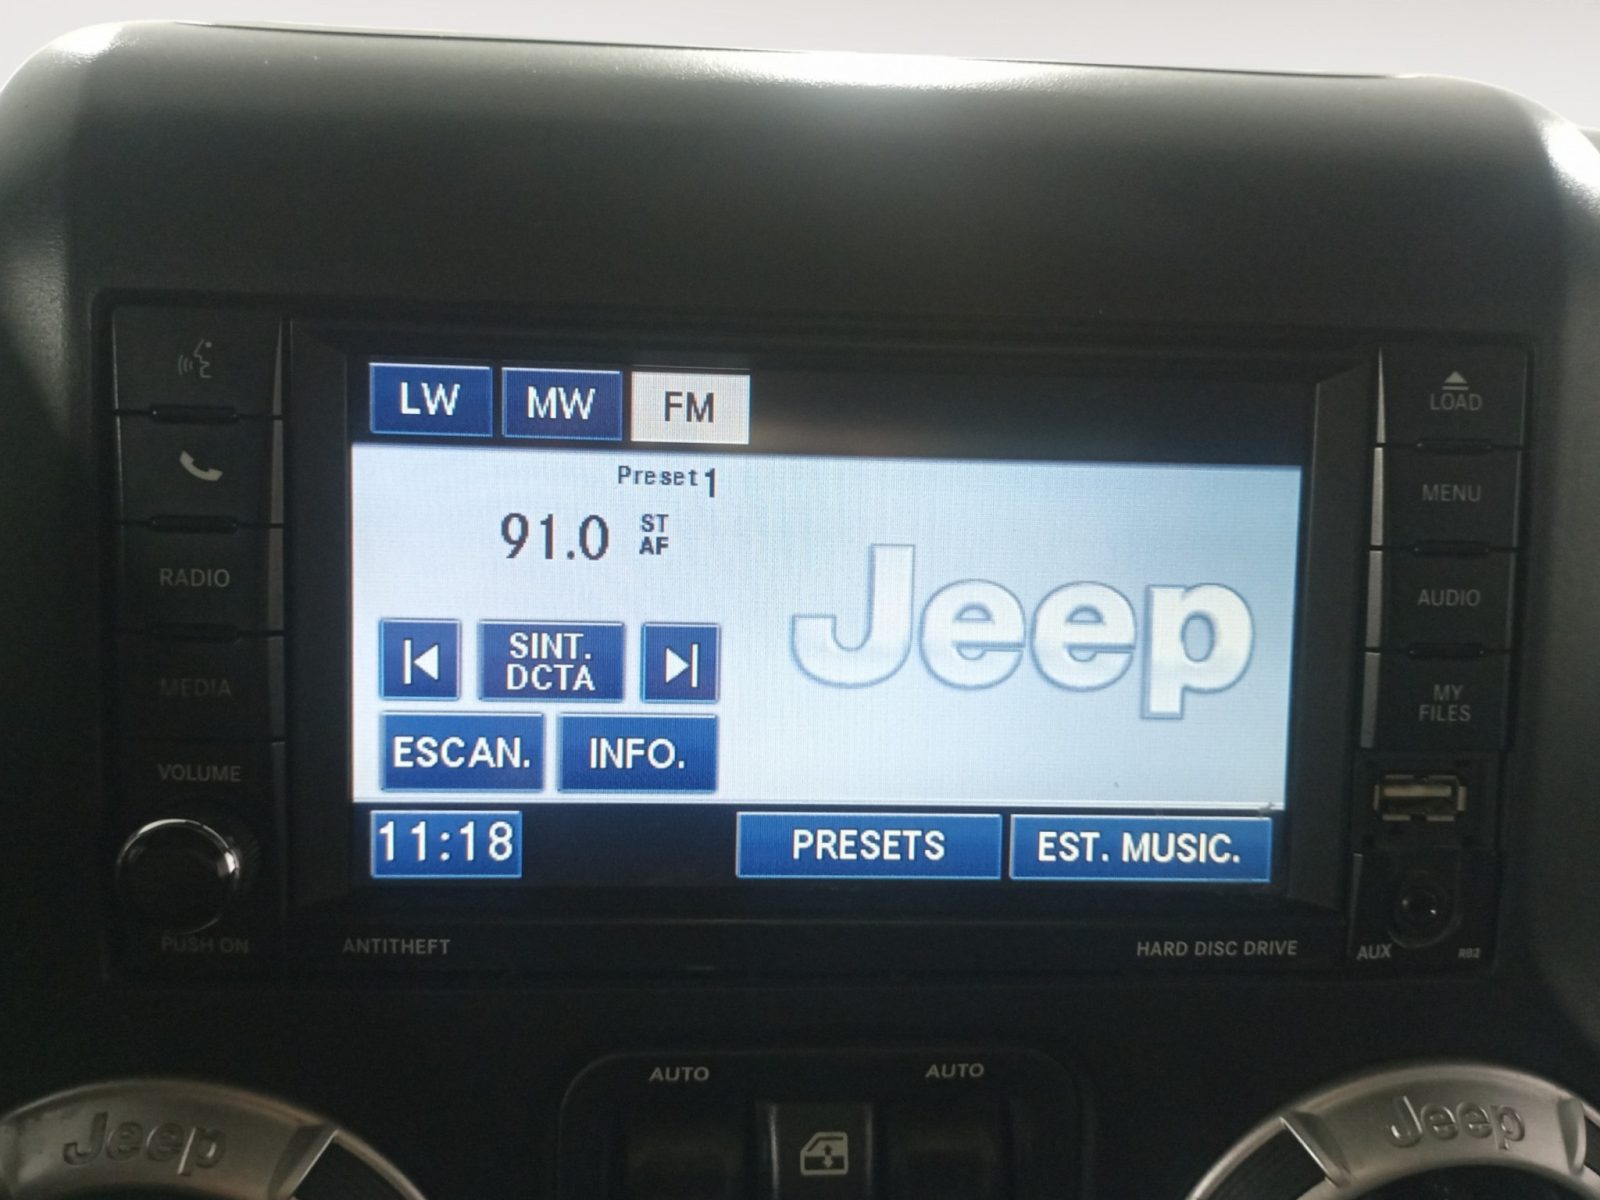 LW MW FM
LOAD
Preset 1
MENU
91.0 ST
AF
RADIO
AUDIO
Jeep
SINT.
DCTA
MEDIA
MY
FILES
ESCAN. INFO.
VOLUME
11:18 PRESETS EST. MUSIC.
PUSH ON ANTITHEFT HARD DISC DRIVE AUX RB2
AUTO AUTO
Jeep Jeep